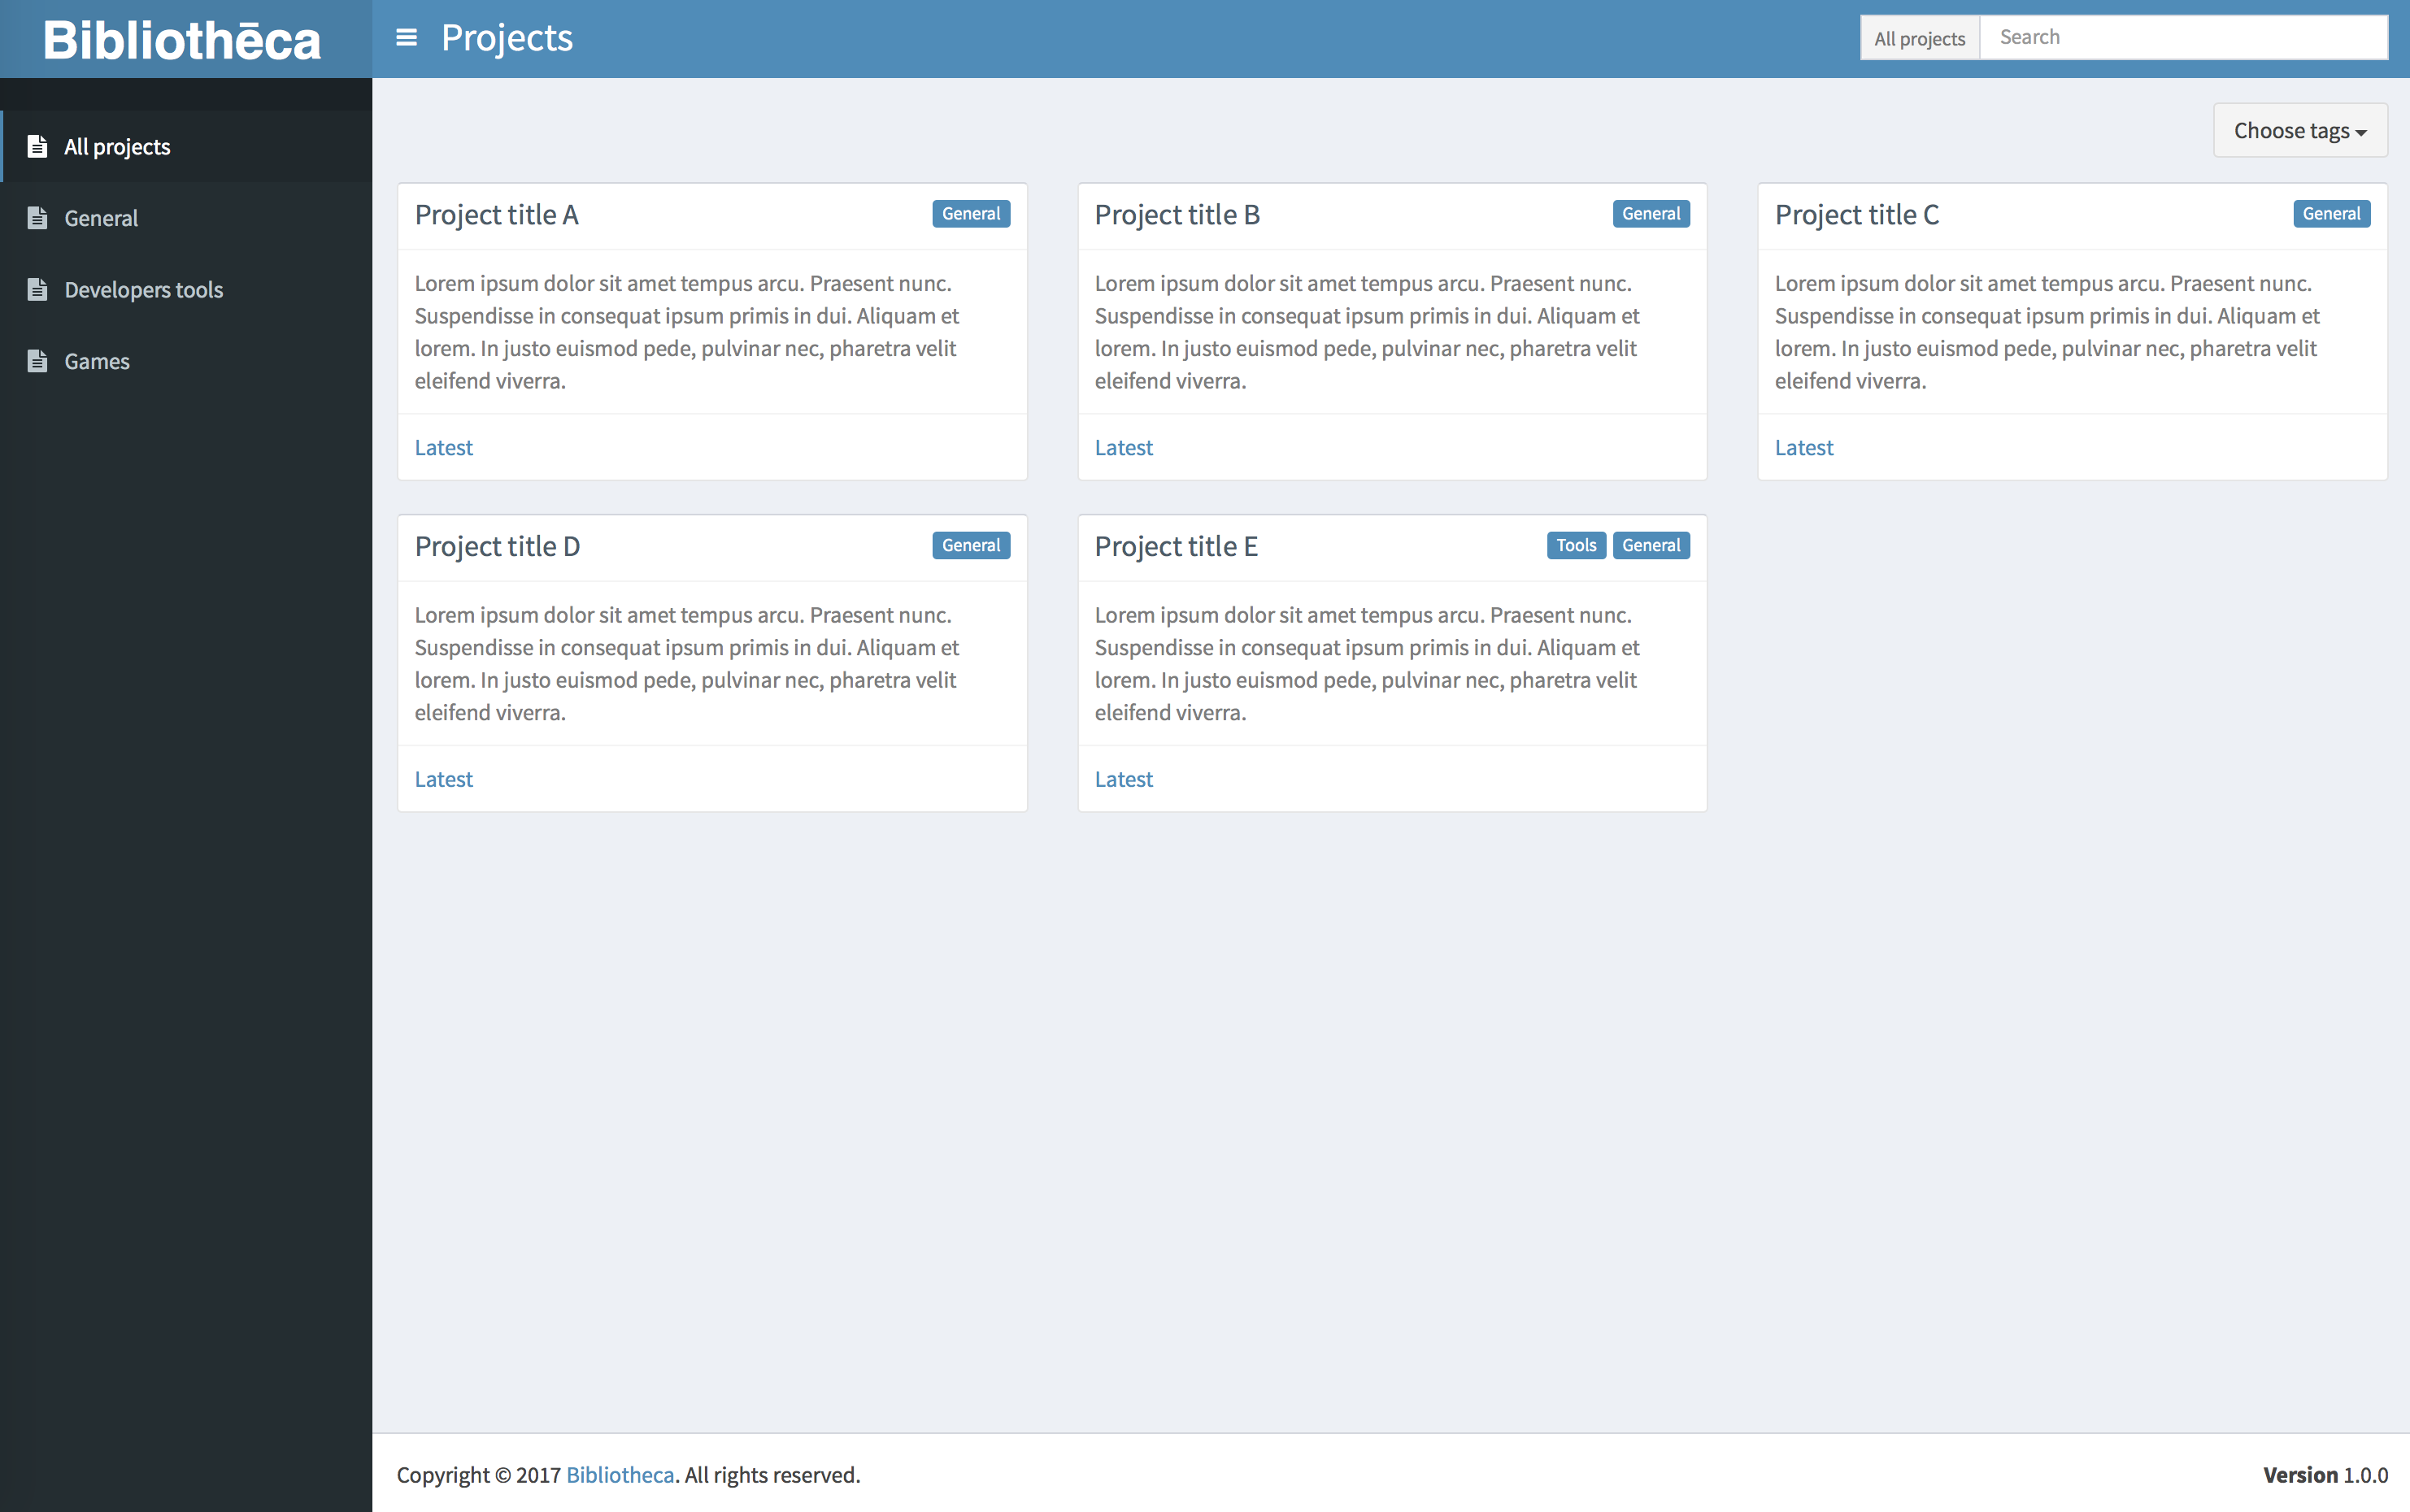 Bibliothēca
Projects
All projects
Search
All projects
General
Developers tools
Games
Choose tags
Project title A
General
Lorem ipsum dolor sit amet tempus arcu. Praesent nunc.
Suspendisse in consequat ipsum primis in dui. Aliquam et
lorem. In justo euismod pede, pulvinar nec, pharetra velit
eleifend viverra.
Latest
Project title B
General
Lorem ipsum dolor sit amet tempus arcu. Praesent nunc.
Suspendisse in consequat ipsum primis in dui. Aliquam et
lorem. In justo euismod pede, pulvinar nec, pharetra velit
eleifend viverra.
Latest
Project title C
General
Lorem ipsum dolor sit amet tempus arcu. Praesent nunc.
Suspendisse in consequat ipsum primis in dui. Aliquam et
lorem. In justo euismod pede, pulvinar nec, pharetra velit
eleifend viverra.
Latest
Project title D
General
Lorem ipsum dolor sit amet tempus arcu. Praesent nunc.
Suspendisse in consequat ipsum primis in dui. Aliquam et
lorem. In justo euismod pede, pulvinar nec, pharetra velit
eleifend viverra.
Latest
Project title E
Tools General
Lorem ipsum dolor sit amet tempus arcu. Praesent nunc.
Suspendisse in consequat ipsum primis in dui. Aliquam et
lorem. In justo euismod pede, pulvinar nec, pharetra velit
eleifend viverra.
Latest
Copyright © 2017 Bibliotheca. All rights reserved.
Version 1.0.0